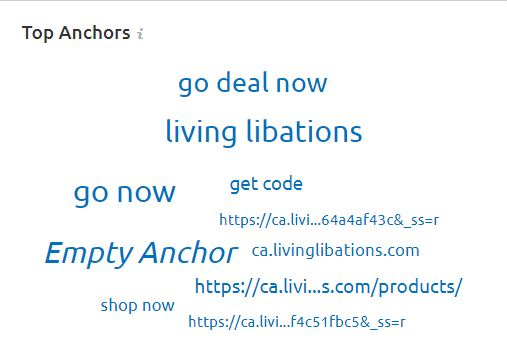 Top Anchors i
go deal now
living libations
go now
get code
https://ca.livi...64a4af43c&_ss=r
Empty Anchor
ca.livinglibations.com
https://ca.livi...s.com/products/
shop now
https://ca.livi...f4c51fbc5&_ss=r